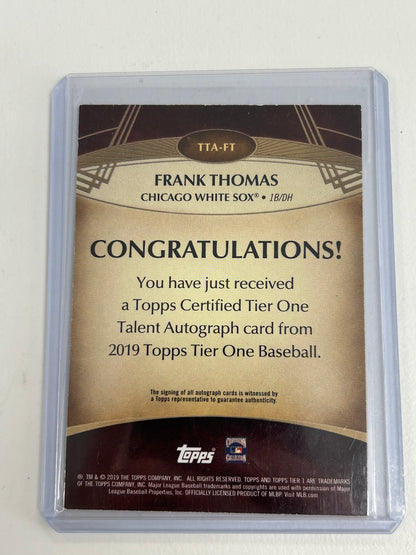 TTA-FT
FRANK THOMAS
CHICAGO WHITE SOX® • 1B/DH
CONGRATULATIONS!
You have just received
a Topps Certified Tier One
Talent Autograph card from
2019 Topps Tier One Baseball.
The signing of all autograph cards is witnessed by
a Topps representative to guarantee authenticity.
Topps
®, TM & © 2019 THE TOPPS COMPANY, INC. ALL RIGHTS RESERVED. TOPPS AND TOPPS TIER 1 ARE TRADEMARKS
OF THE TOPPS COMPANY, INC. Major League Baseball trademarks and copyrights are used with permission of Major
League Baseball Properties, Inc. OFFICIALLY LICENSED PRODUCT OF MLBP. Visit MLB.com